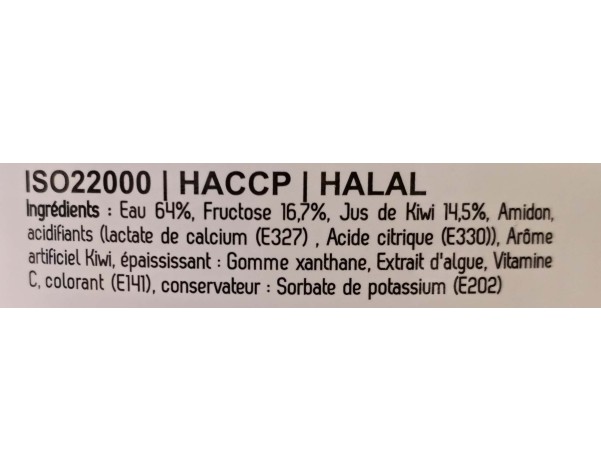 ISO22000 | HACCP | HALAL
Ingrédients : Eau 64%, Fructose 16,7%, Jus de Kiwi 14,5%, Amidon,
acidifiants (lactate de calcium (E327) , Acide citrique (E330)), Arôme
artificiel Kiwi, épaississant : Gomme xanthane, Extrait d'algue, Vitamine
C, colorant (E141), conservateur : Sorbate de potassium (E202)